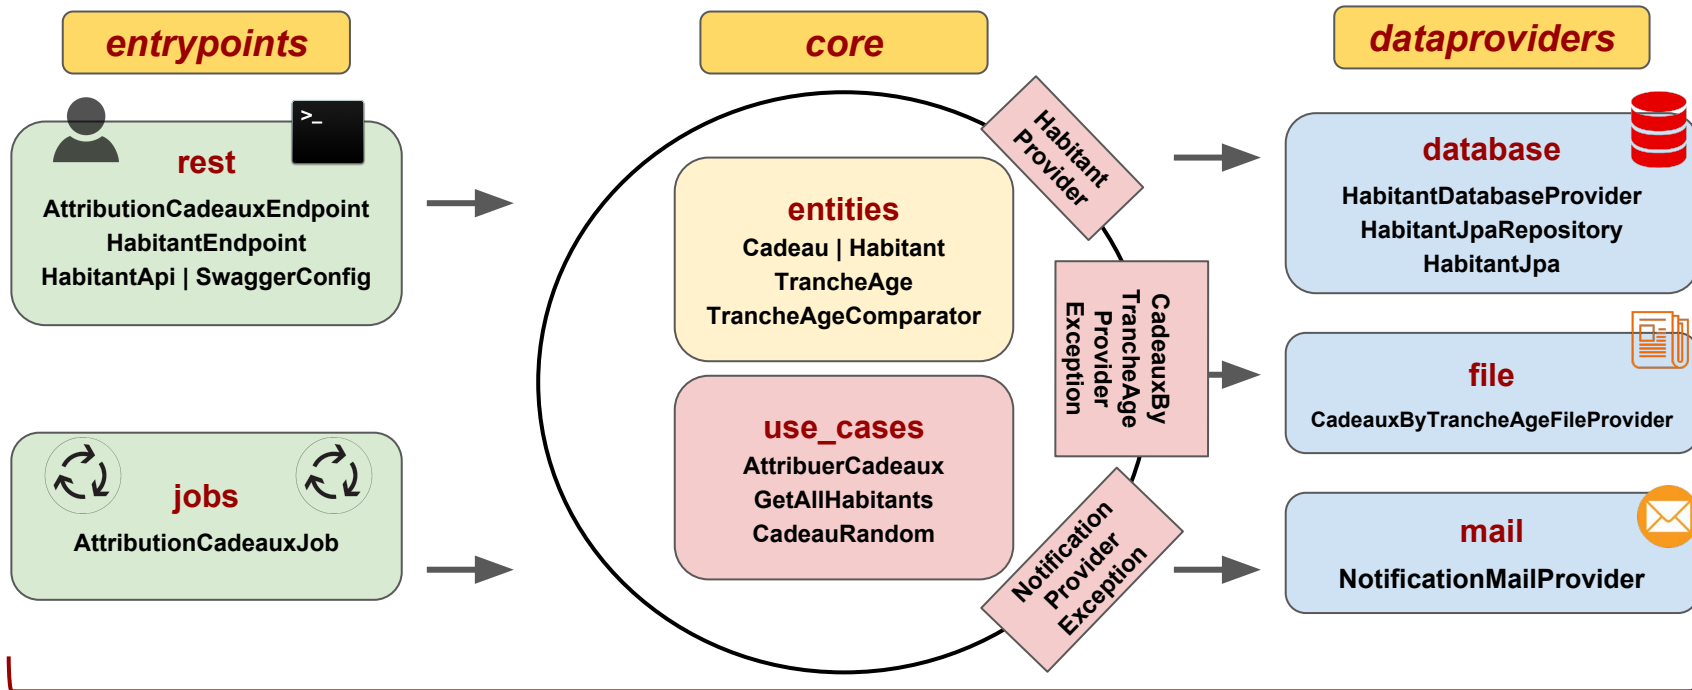 entrypoints
core
dataproviders
>_
rest
AttributionCadeauxEndpoint
HabitantEndpoint
HabitantApi | SwaggerConfig
jobs
AttributionCadeauxJob
entities
Cadeau | Habitant
TrancheAge
TrancheAgeComparator
use_cases
AttribuerCadeaux
GetAllHabitants
CadeauRandom
Habitant
Provider
CadeauxBy
TrancheAge
Provider
Exception
Notification
Provider
Exception
database
HabitantDatabaseProvider
HabitantJpaRepository
HabitantJpa
file
CadeauxByTrancheAgeFileProvider
mail
NotificationMailProvider